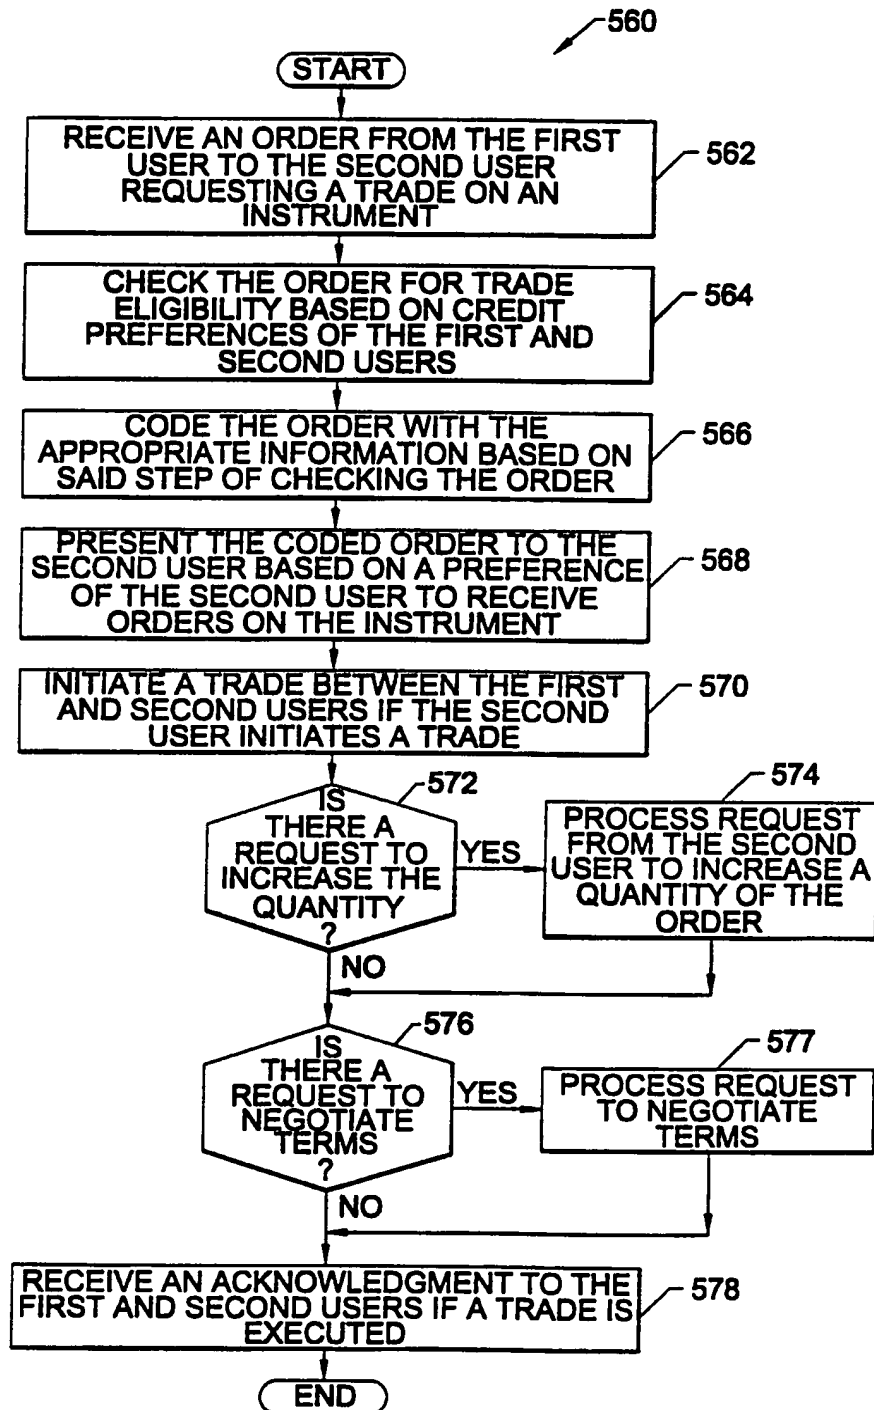 560
START
RECEIVE AN ORDER FROM THE FIRST
USER TO THE SECOND USER
REQUESTING A TRADE ON AN
INSTRUMENT
562
CHECK THE ORDER FOR TRADE
ELIGIBILITY BASED ON CREDIT
PREFERENCES OF THE FIRST AND
SECOND USERS
564
CODE THE ORDER WITH THE
APPROPRIATE INFORMATION BASED ON
SAID STEP OF CHECKING THE ORDER
566
PRESENT THE CODED ORDER TO THE
SECOND USER BASED ON A PREFERENCE
OF THE SECOND USER TO RECEIVE
ORDERS ON THE INSTRUMENT
568
INITIATE A TRADE BETWEEN THE FIRST
AND SECOND USERS IF THE SECOND
USER INITIATES A TRADE
570
572
IS
THERE A
REQUEST TO
INCREASE THE
QUANTITY
?
YES
NO
574
PROCESS REQUEST
FROM THE SECOND
USER TO INCREASE A
QUANTITY OF THE
ORDER
576
IS
THERE A
REQUEST TO
NEGOTIATE
TERMS
?
YES
NO
577
PROCESS REQUEST
TO NEGOTIATE
TERMS
RECEIVE AN ACKNOWLEDGMENT TO THE
FIRST AND SECOND USERS IF A TRADE IS
EXECUTED
578
END